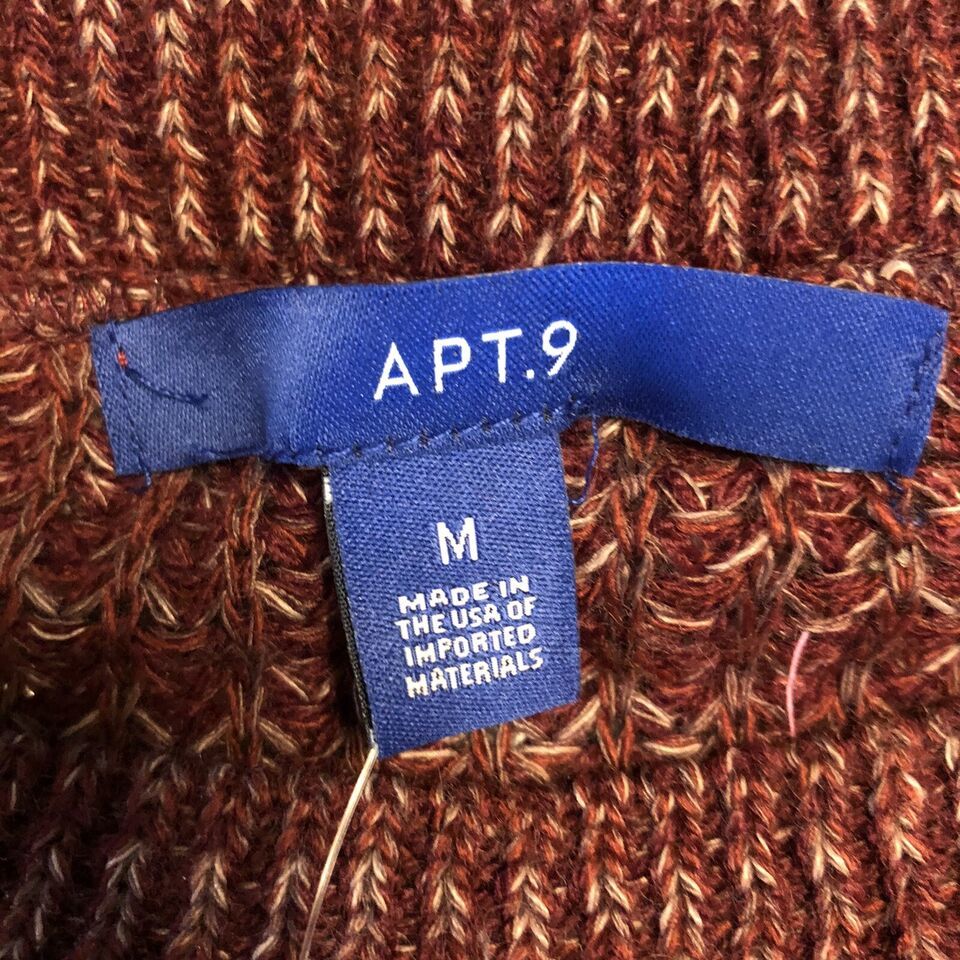 APT.9
M
MADE IN
THE USA OF
IMPORTED
MATERIALS